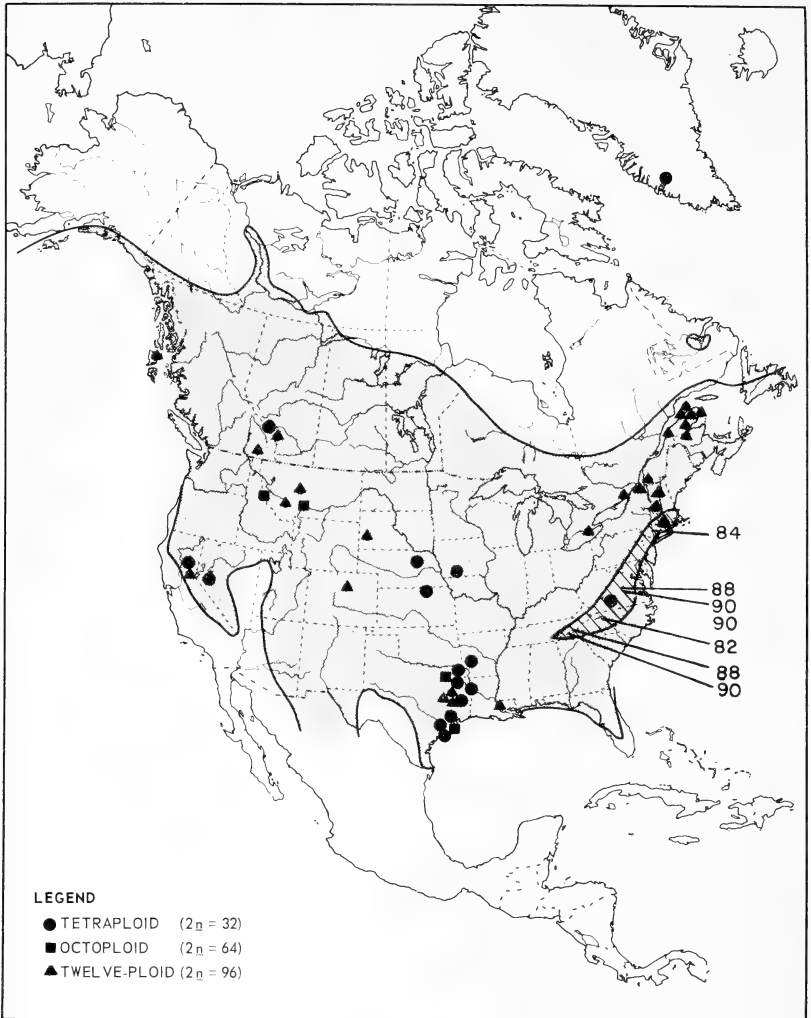 84
88
90
90
82
88
90
LEGEND
TETRAPLOID (2n = 32)
OCTOPLOID (2n = 64)
TWELVE-PLOID (2n = 96)